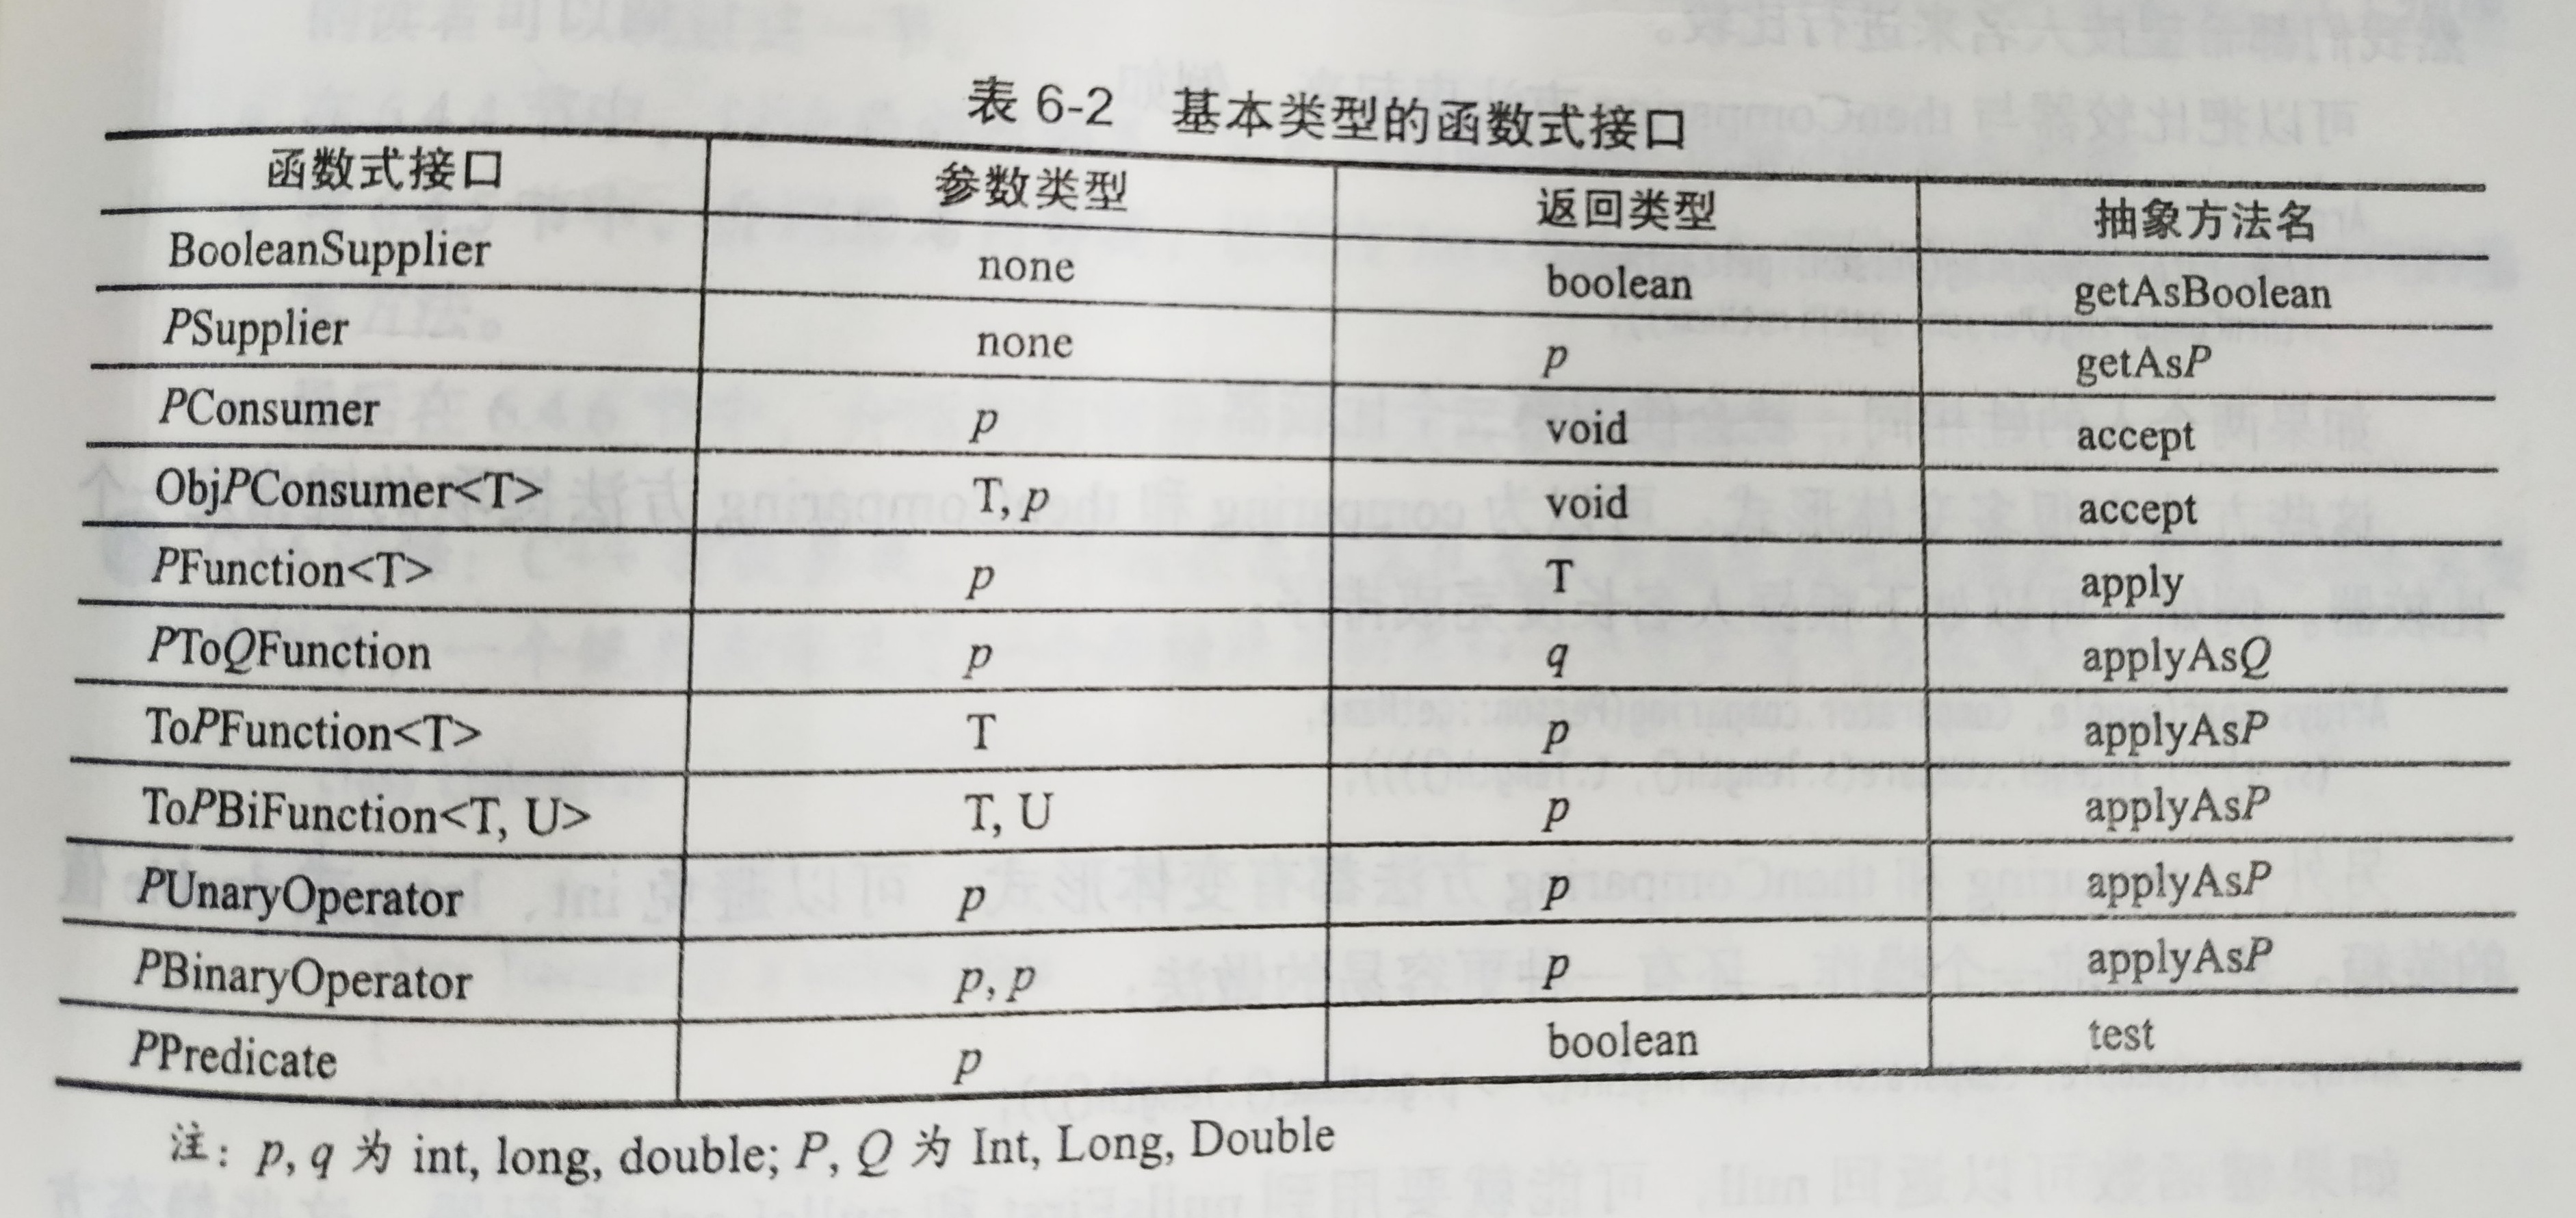 表 6-2 基本类型的函数式接口
函数式接口 参数类型 返回类型 抽象方法名
BooleanSupplier none boolean getAsBoolean
PSupplier none p getAsP
PConsumer p void accept
ObjPConsumer<T> T, p void accept
PFunction<T> p T apply
PToQFunction p q applyAsQ
ToPFunction<T> T p applyAsP
ToPBiFunction<T, U> T, U p applyAsP
PUnaryOperator p p applyAsP
PBinaryOperator p, p p applyAsP
PPredicate p boolean test
注：p, q 为 int, long, double; P, Q 为 Int, Long, Double